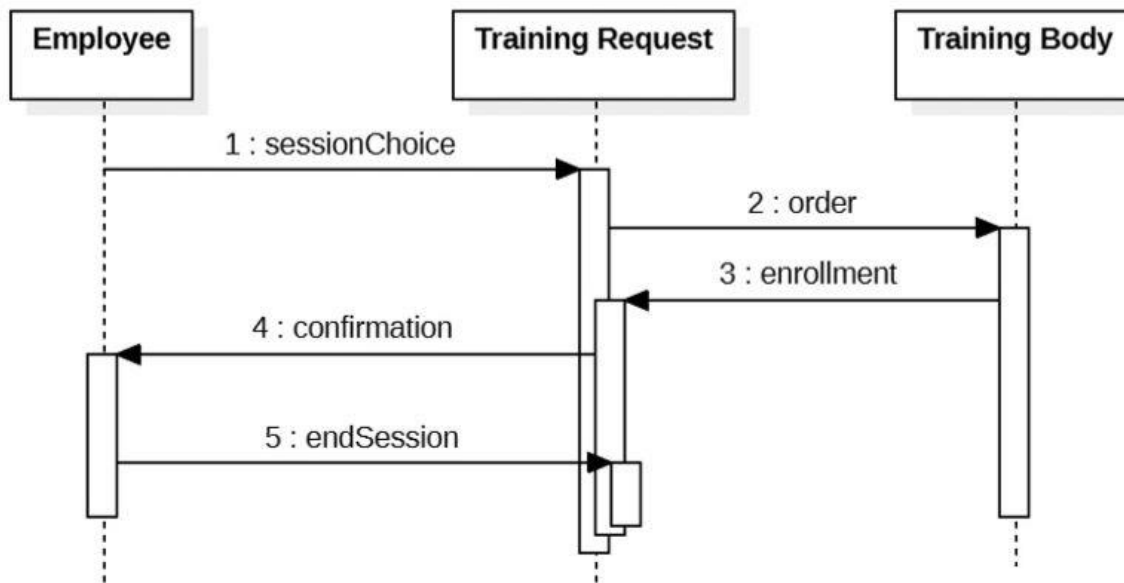 Employee
Training Request
Training Body
1 : sessionChoice
2 : order
3 : enrollment
4 : confirmation
5 : endSession